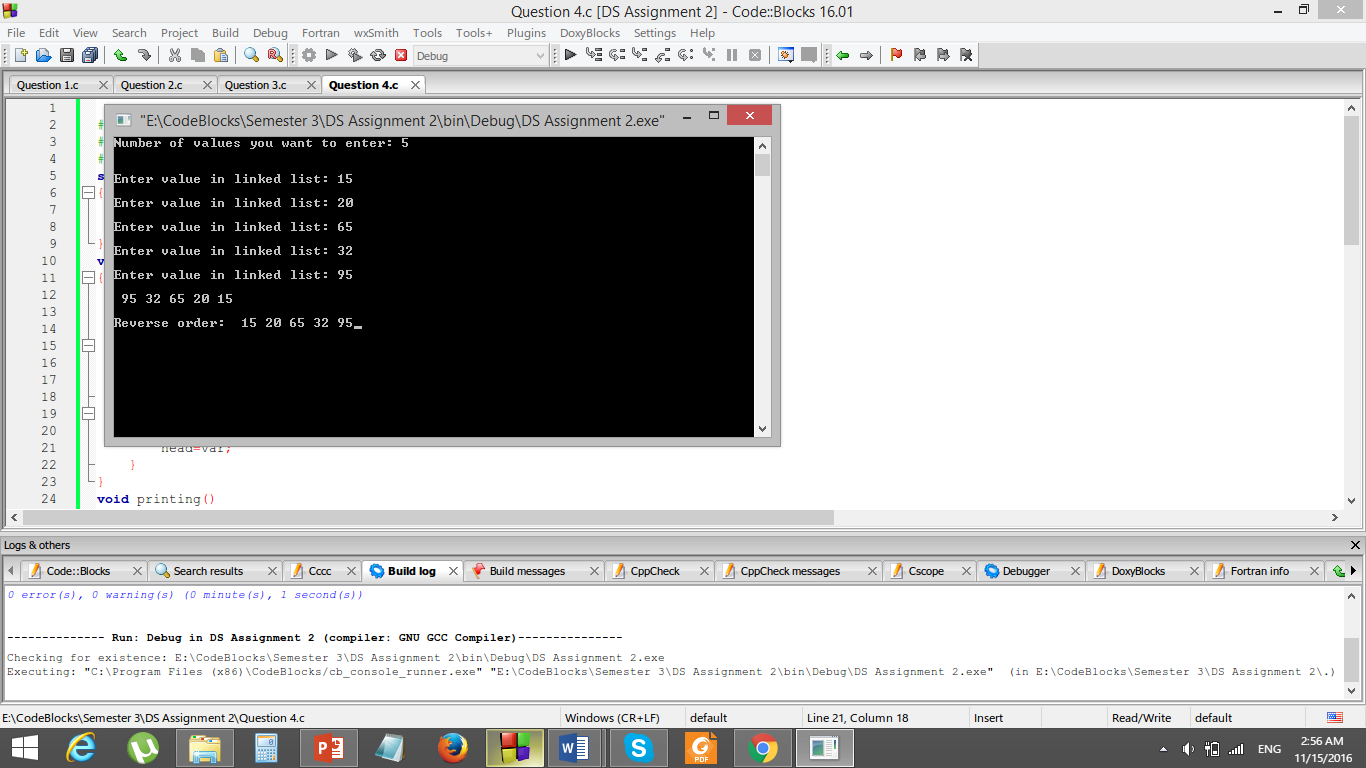 Question 4.c [DS Assignment 2] - Code::Blocks 16.01
File Edit View Search Project Build Debug Fortran wxSmith Tools Tools+ Plugins DoxyBlocks Settings Help
Debug
Question 1.c Question 2.c Question 3.c Question 4.c
"E:\CodeBlocks\Semester 3\DS Assignment 2\bin\Debug\DS Assignment 2.exe"
Number of values you want to enter: 5
Enter value in linked list: 15
Enter value in linked list: 20
Enter value in linked list: 65
Enter value in linked list: 32
Enter value in linked list: 95
95 32 65 20 15
Reverse order:  15 20 65 32 95
1
2 #
3 #
4 #
5 s
6 {
7
8
9 }
10 v
11 {
12
13
14
15
16
17
18
19
20
21 head=var;
22 }
23 }
24 void printing()
Logs & others
Code::Blocks Search results Cccc Build log Build messages CppCheck CppCheck messages Cscope Debugger DoxyBlocks Fortran info
0 error(s), 0 warning(s) (0 minute(s), 1 second(s))
-------------- Run: Debug in DS Assignment 2 (compiler: GNU GCC Compiler)---------------
Checking for existence: E:\CodeBlocks\Semester 3\DS Assignment 2\bin\Debug\DS Assignment 2.exe
Executing: "C:\Program Files (x86)\CodeBlocks/cb_console_runner.exe" "E:\CodeBlocks\Semester 3\DS Assignment 2\bin\Debug\DS Assignment 2.exe"  (in E:\CodeBlocks\Semester 3\DS Assignment 2\.)
E:\CodeBlocks\Semester 3\DS Assignment 2\Question 4.c Windows (CR+LF) default Line 21, Column 18 Insert Read/Write default
PDF
ENG
2:56 AM
11/15/2016